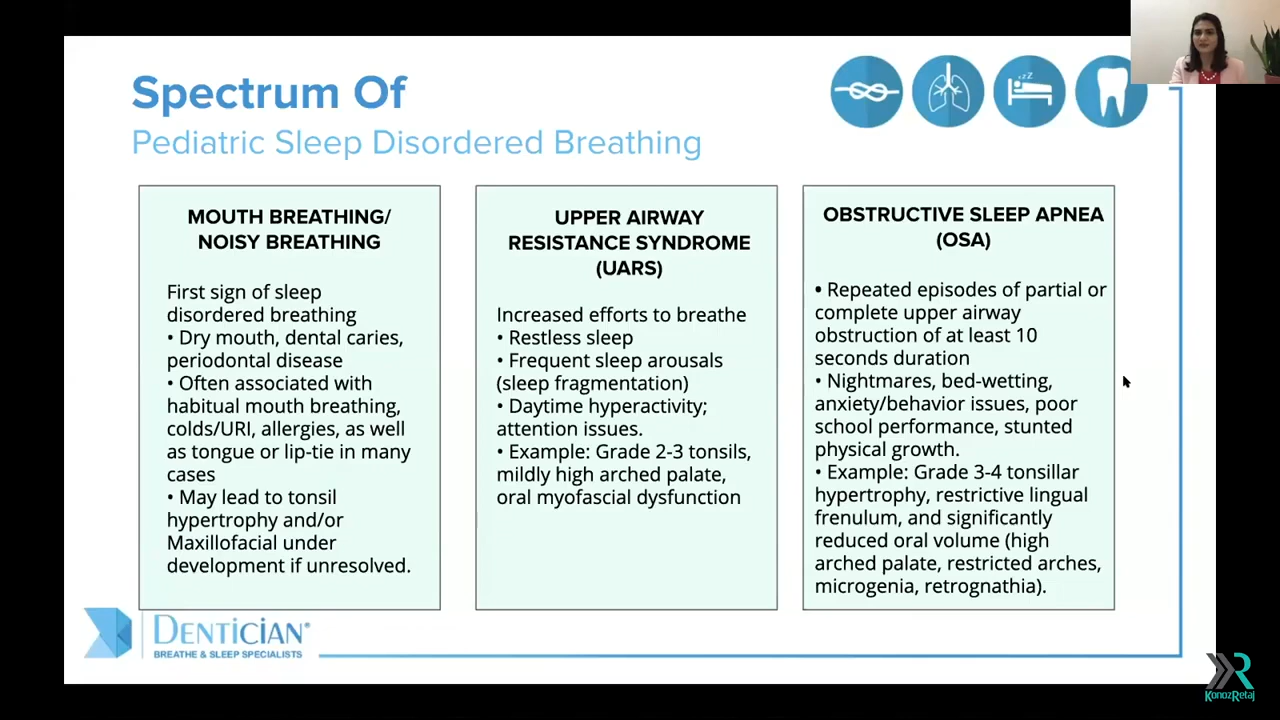 Spectrum Of
Pediatric Sleep Disordered Breathing
MOUTH BREATHING/
NOISY BREATHING
First sign of sleep
disordered breathing
• Dry mouth, dental caries,
periodontal disease
• Often associated with
habitual mouth breathing,
colds/URI, allergies, as well
as tongue or lip-tie in many
cases
• May lead to tonsil
hypertrophy and/or
Maxillofacial under
development if unresolved.
UPPER AIRWAY
RESISTANCE SYNDROME
(UARS)
Increased efforts to breathe
• Restless sleep
• Frequent sleep arousals
(sleep fragmentation)
• Daytime hyperactivity;
attention issues.
• Example: Grade 2-3 tonsils,
mildly high arched palate,
oral myofascial dysfunction
OBSTRUCTIVE SLEEP APNEA
(OSA)
• Repeated episodes of partial or
complete upper airway
obstruction of at least 10
seconds duration
• Nightmares, bed-wetting,
anxiety/behavior issues, poor
school performance, stunted
physical growth.
• Example: Grade 3-4 tonsillar
hypertrophy, restrictive lingual
frenulum, and significantly
reduced oral volume (high
arched palate, restricted arches,
microgenia, retrognathia).
DENTICIAN®
BREATHE & SLEEP SPECIALISTS
KonozRetaj